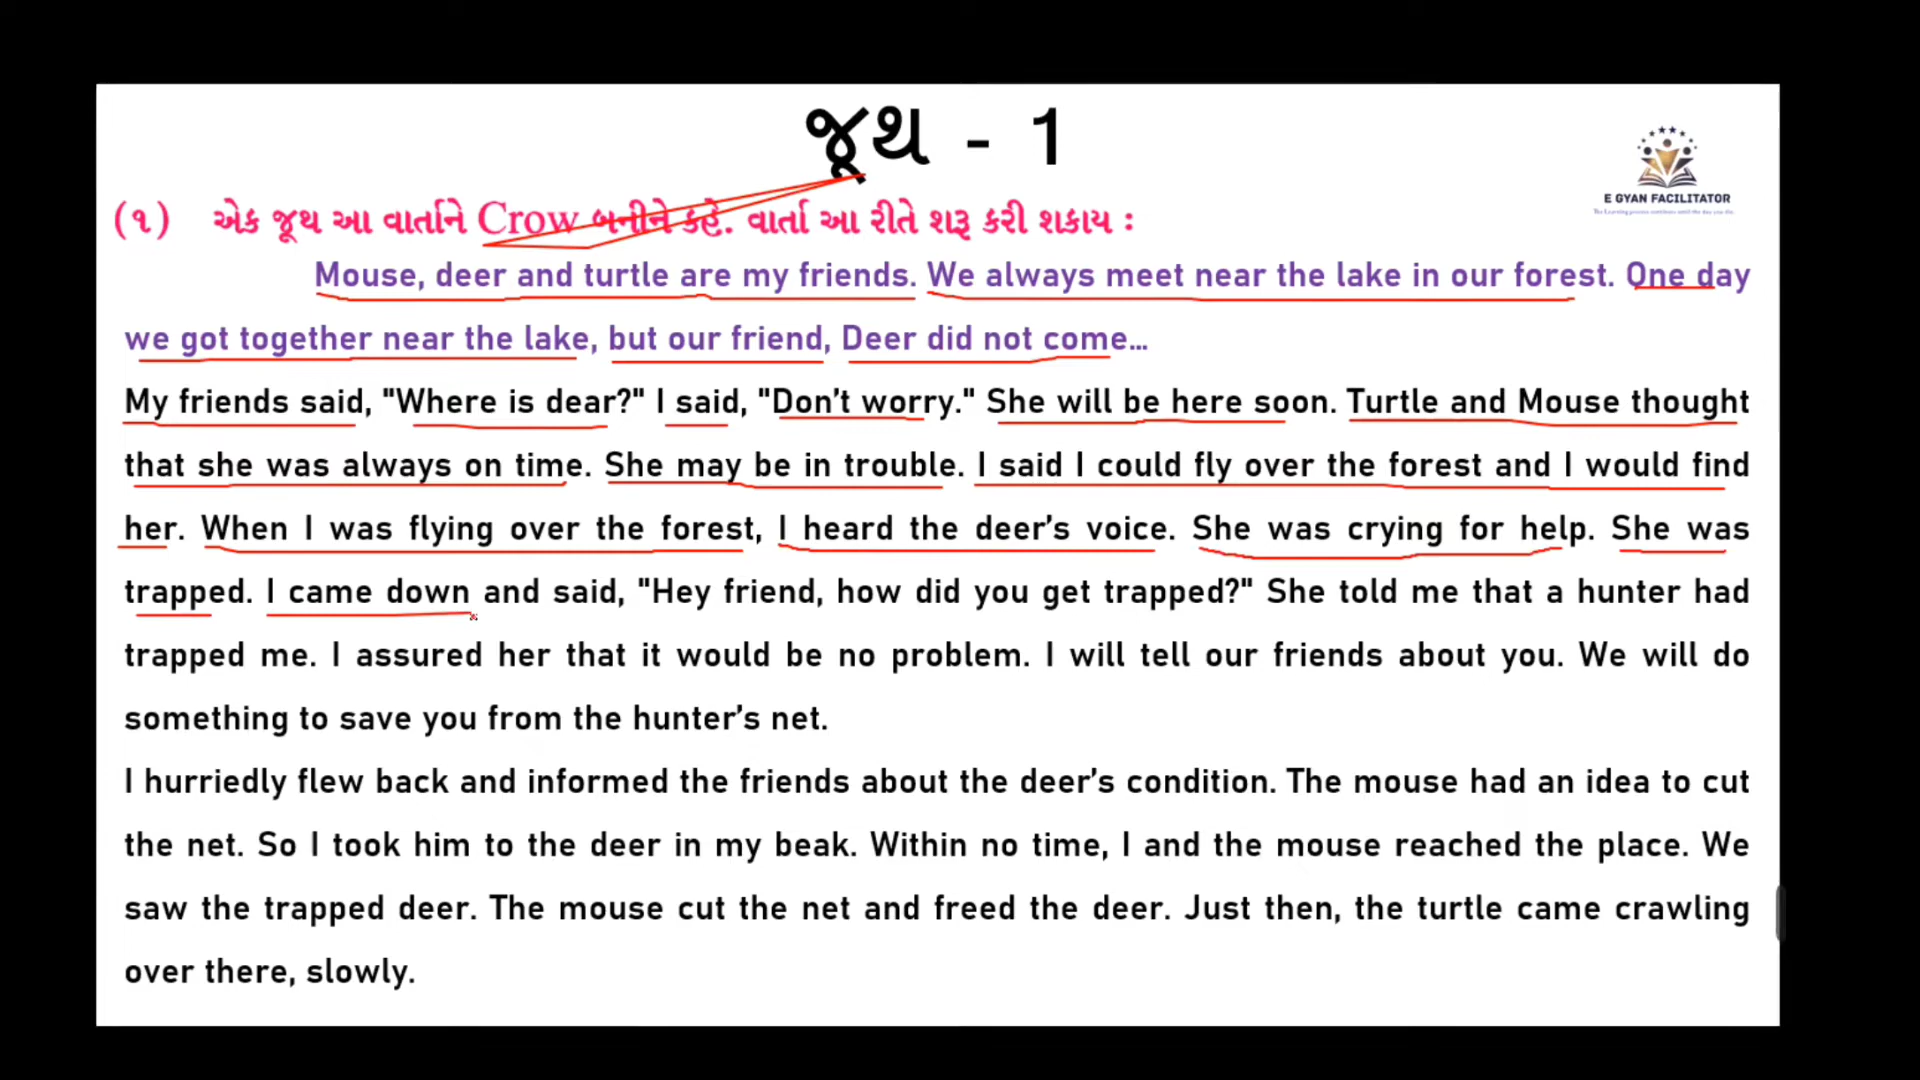 જૂથ - 1
E GYAN FACILITATOR
(૧) એક જૂથ આ વાર્તાને Crow બનીને કહે. વાર્તા આ રીતે શરૂ કરી શકાય :
Mouse, deer and turtle are my friends. We always meet near the lake in our forest. One day
we got together near the lake, but our friend, Deer did not come...
My friends said, "Where is dear?" I said, "Don't worry." She will be here soon. Turtle and Mouse thought
that she was always on time. She may be in trouble. I said I could fly over the forest and I would find
her. When I was flying over the forest, I heard the deer's voice. She was crying for help. She was
trapped. I came down and said, "Hey friend, how did you get trapped?" She told me that a hunter had
trapped me. I assured her that it would be no problem. I will tell our friends about you. We will do
something to save you from the hunter's net.
I hurriedly flew back and informed the friends about the deer's condition. The mouse had an idea to cut
the net. So I took him to the deer in my beak. Within no time, I and the mouse reached the place. We
saw the trapped deer. The mouse cut the net and freed the deer. Just then, the turtle came crawling
over there, slowly.